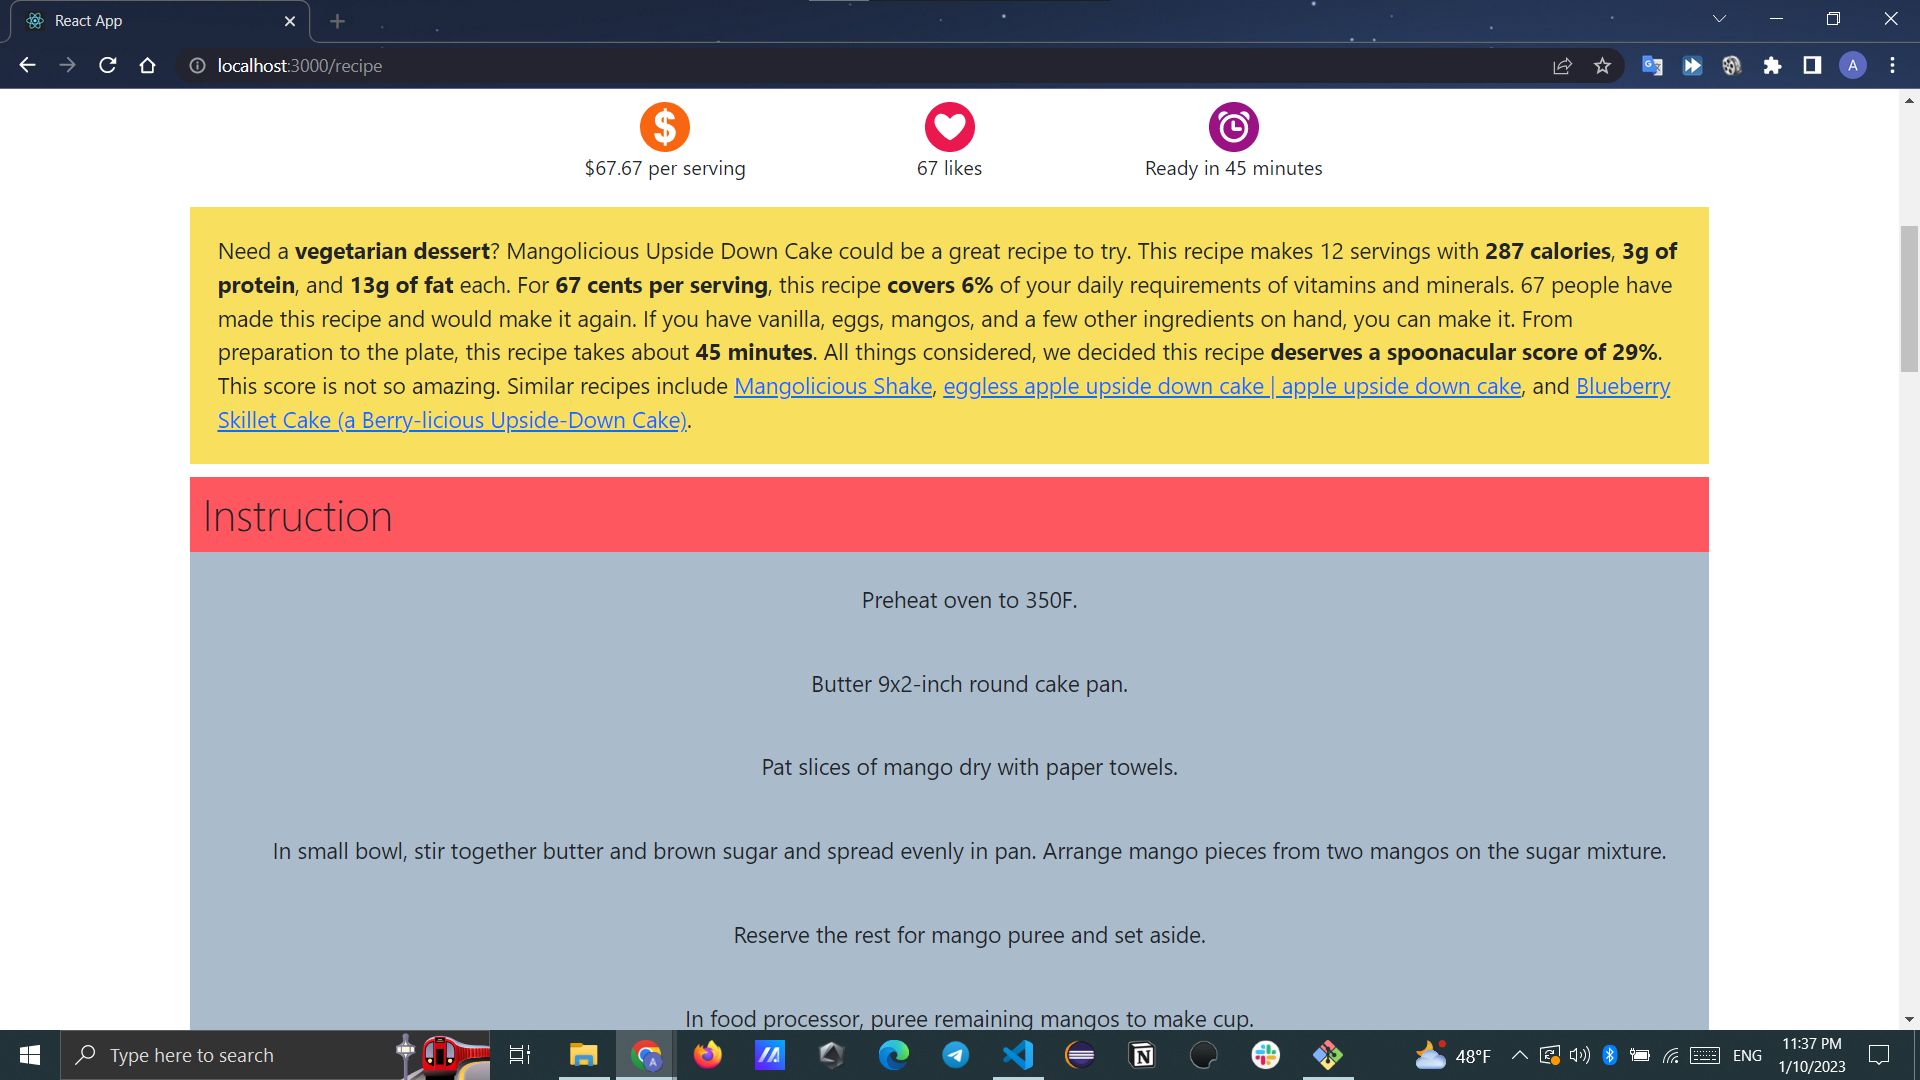 React App
localhost:3000/recipe
A
$67.67 per serving
67 likes
Ready in 45 minutes
Need a vegetarian dessert? Mangolicious Upside Down Cake could be a great recipe to try. This recipe makes 12 servings with 287 calories, 3g of
protein, and 13g of fat each. For 67 cents per serving, this recipe covers 6% of your daily requirements of vitamins and minerals. 67 people have
made this recipe and would make it again. If you have vanilla, eggs, mangos, and a few other ingredients on hand, you can make it. From
preparation to the plate, this recipe takes about 45 minutes. All things considered, we decided this recipe deserves a spoonacular score of 29%.
This score is not so amazing. Similar recipes include Mangolicious Shake, eggless apple upside down cake | apple upside down cake, and Blueberry
Skillet Cake (a Berry-licious Upside-Down Cake).
Instruction
Preheat oven to 350F.
Butter 9x2-inch round cake pan.
Pat slices of mango dry with paper towels.
In small bowl, stir together butter and brown sugar and spread evenly in pan. Arrange mango pieces from two mangos on the sugar mixture.
Reserve the rest for mango puree and set aside.
In food processor, puree remaining mangos to make cup.
Type here to search
48°F
ENG
11:37 PM
1/10/2023